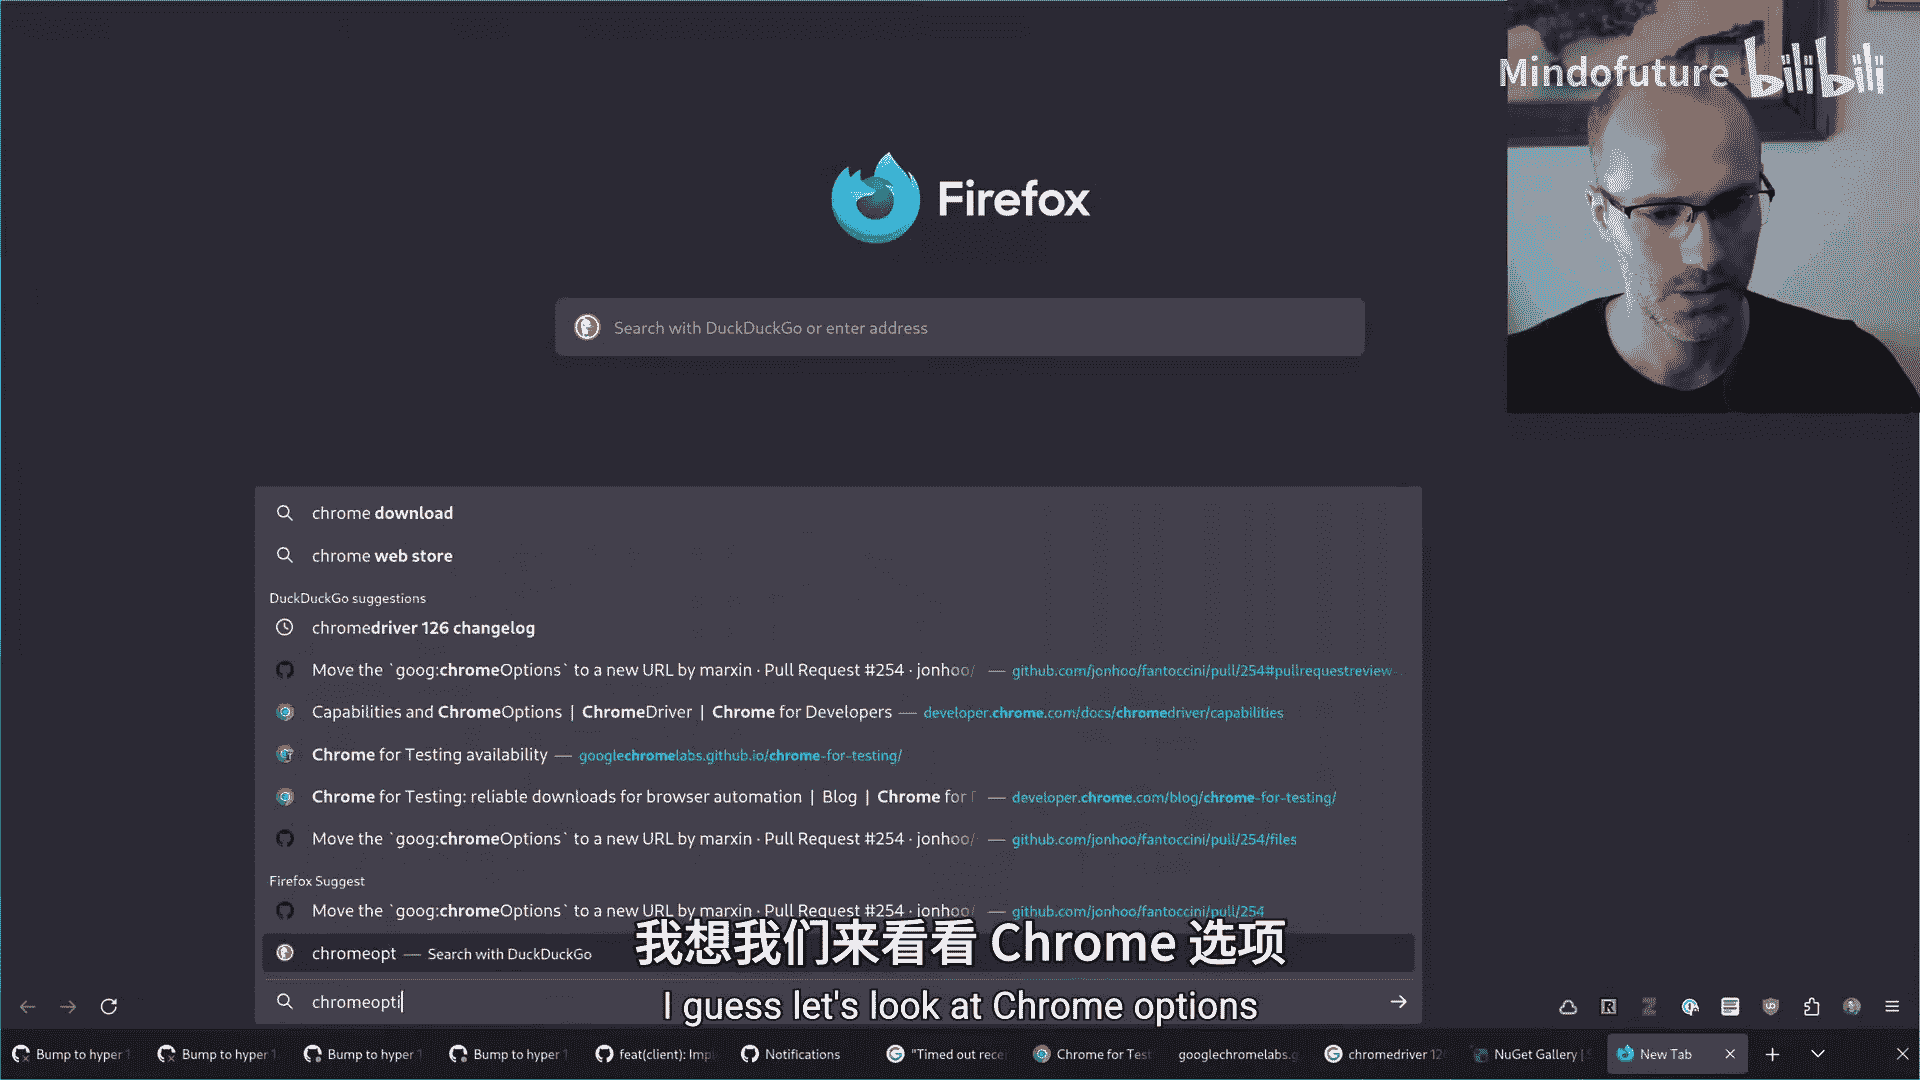 Mindofuture bilibili
Firefox
Search with DuckDuckGo or enter address
chrome download
chrome web store
DuckDuckGo suggestions
chromedriver 126 changelog
Move the `goog:chromeOptions` to a new URL by marxin · Pull Request #254 · jonhoo/ — github.com/jonhoo/fantoccini/pull/254#pullrequestreview-
Capabilities and ChromeOptions | ChromeDriver | Chrome for Developers — developer.chrome.com/docs/chromedriver/capabilities
Chrome for Testing availability — googlechromelabs.github.io/chrome-for-testing/
Chrome for Testing: reliable downloads for browser automation | Blog | Chrome for — developer.chrome.com/blog/chrome-for-testing/
Move the `goog:chromeOptions` to a new URL by marxin · Pull Request #254 · jonhoo/ — github.com/jonhoo/fantoccini/pull/254/files
Firefox Suggest
Move the `goog:chromeOptions` to a new URL by marxin · Pull Request #254 · jonhoo/ — github.com/jonhoo/fantoccini/pull/254
chromeopt — Search with DuckDuckGo
我想我们来看看 Chrome 选项
chromeopti
I guess let's look at Chrome options
Bump to hyper 1 Bump to hyper 1 Bump to hyper 1 Bump to hyper 1 feat(client): Imp Notifications "Timed out rece Chrome for Test googlechromelabs.g chromedriver 12 NuGet Gallery | New Tab